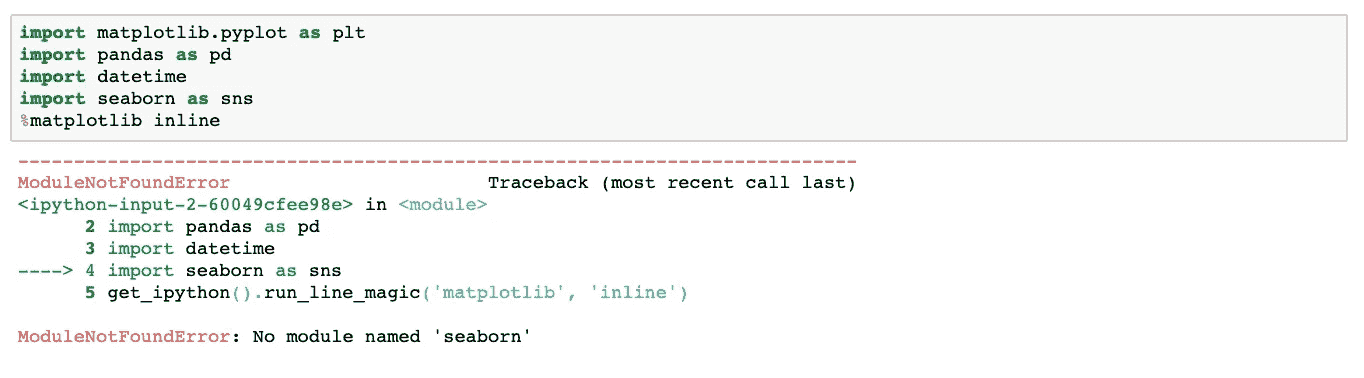 import matplotlib.pyplot as plt
import pandas as pd
import datetime
import seaborn as sns
%matplotlib inline
---------------------------------------------------------------------------
ModuleNotFoundError                       Traceback (most recent call last)
<ipython-input-2-60049cfee98e> in <module>
      2 import pandas as pd
      3 import datetime
----> 4 import seaborn as sns
      5 get_ipython().run_line_magic('matplotlib', 'inline')
ModuleNotFoundError: No module named 'seaborn'